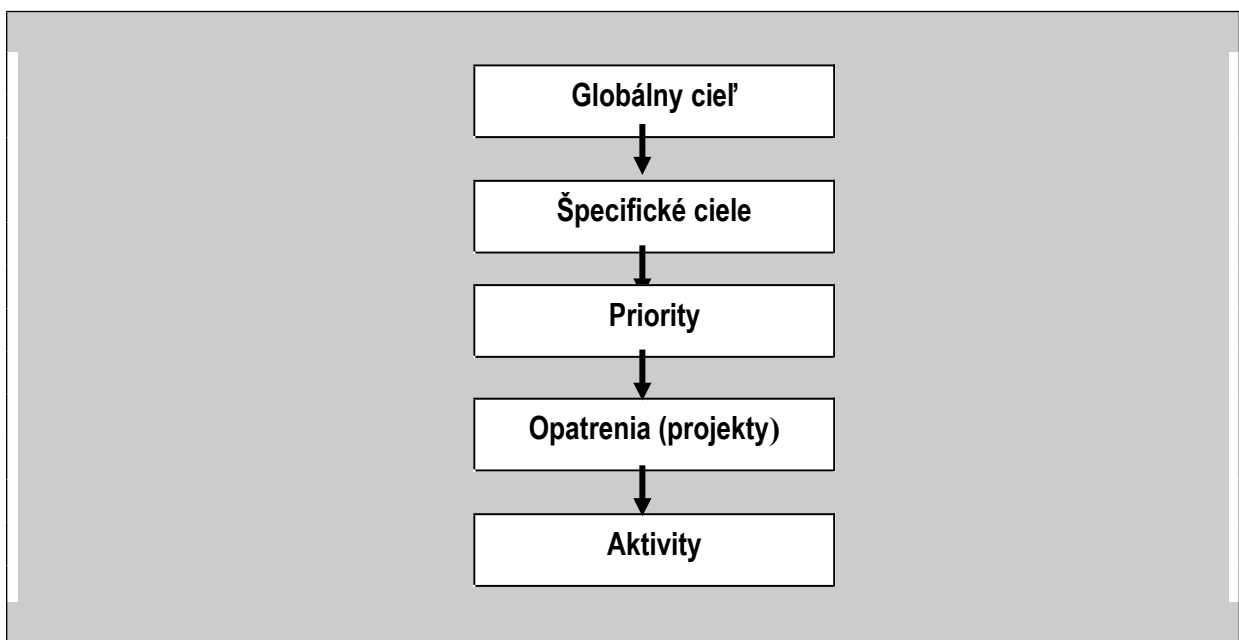 Globálny cieľ
Špecifické ciele
Priority
Opatrenia (projekty)
Aktivity